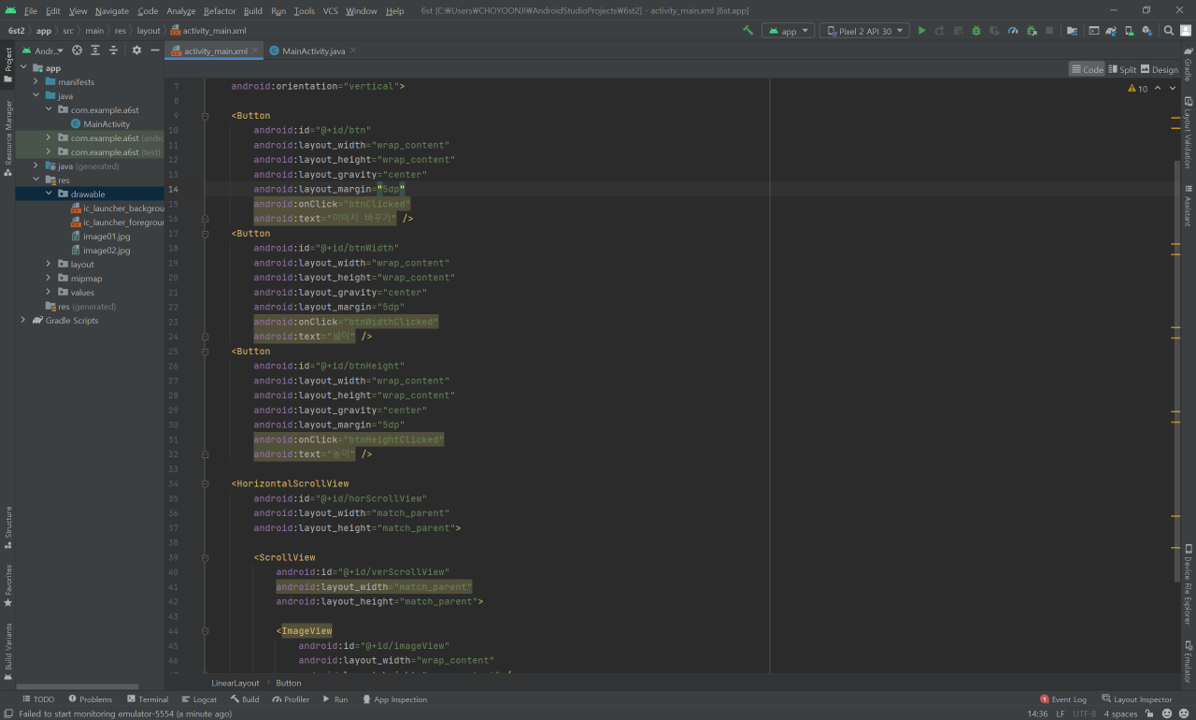 File Edit View Navigate Code Analyze Refactor Build Run Tools VCS Window Help 6st [C:₩Users₩CHOYOONJI₩AndroidStudioProjects₩6st2] - activity_main.xml [6st.app]
6st2 app src main res layout activity_main.xml app Pixel 2 API 30
Andr... activity_main.xml MainActivity.java
Code Split Design
10
Project
Resource Manager
Structure
Favorites
Build Variants
app
manifests
java
com.example.a6st
MainActivity
com.example.a6st (andro
com.example.a6st (test)
java (generated)
res
drawable
ic_launcher_backgrou
ic_launcher_foregroun
image01.jpg
image02.jpg
layout
mipmap
values
res (generated)
Gradle Scripts
7 android:orientation="vertical">
8
9 <Button
10 android:id="@+id/btn"
11 android:layout_width="wrap_content"
12 android:layout_height="wrap_content"
13 android:layout_gravity="center"
14 android:layout_margin="5dp"
15 android:onClick="btnClicked"
16 android:text="이미지 바꾸기" />
17 <Button
18 android:id="@+id/btnWidth"
19 android:layout_width="wrap_content"
20 android:layout_height="wrap_content"
21 android:layout_gravity="center"
22 android:layout_margin="5dp"
23 android:onClick="btnWidthClicked"
24 android:text="넓이" />
25 <Button
26 android:id="@+id/btnHeight"
27 android:layout_width="wrap_content"
28 android:layout_height="wrap_content"
29 android:layout_gravity="center"
30 android:layout_margin="5dp"
31 android:onClick="btnHeightClicked"
32 android:text="높이" />
33
34 <HorizontalScrollView
35 android:id="@+id/horScrollView"
36 android:layout_width="match_parent"
37 android:layout_height="match_parent">
38
39 <ScrollView
40 android:id="@+id/verScrollView"
41 android:layout_width="match_parent"
42 android:layout_height="match_parent">
43
44 <ImageView
45 android:id="@+id/imageView"
46 android:layout_width="wrap_content"
Gradle
Layout Validation
Assistant
Device File Explorer
Emulator
LinearLayout Button
TODO Problems Terminal Logcat Build Profiler Run App Inspection 1 Event Log Layout Inspector
Failed to start monitoring emulator-5554 (a minute ago) 14:36 LF UTF-8 4 spaces